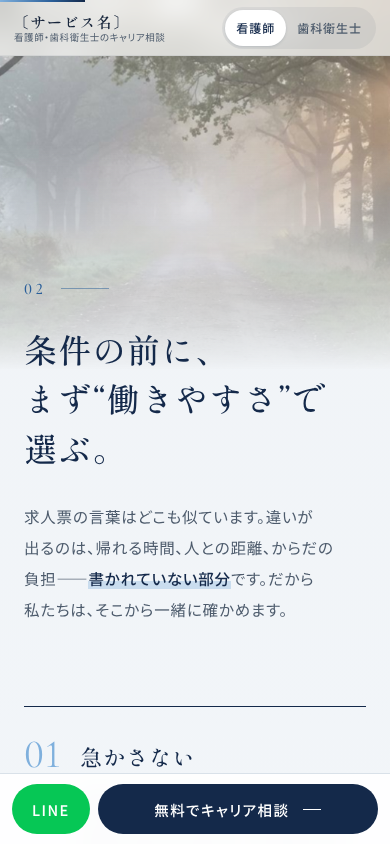 〔サービス名〕
看護師・歯科衛生士のキャリア相談
看護師
歯科衛生士
02
条件の前に、
まず“働きやすさ”で
選ぶ。
求人票の言葉はどこも似ています。違いが
出るのは、帰れる時間、人との距離、からだの
負担——書かれていない部分です。だから
私たちは、そこから一緒に確かめます。
01 急かさない
LINE
無料でキャリア相談